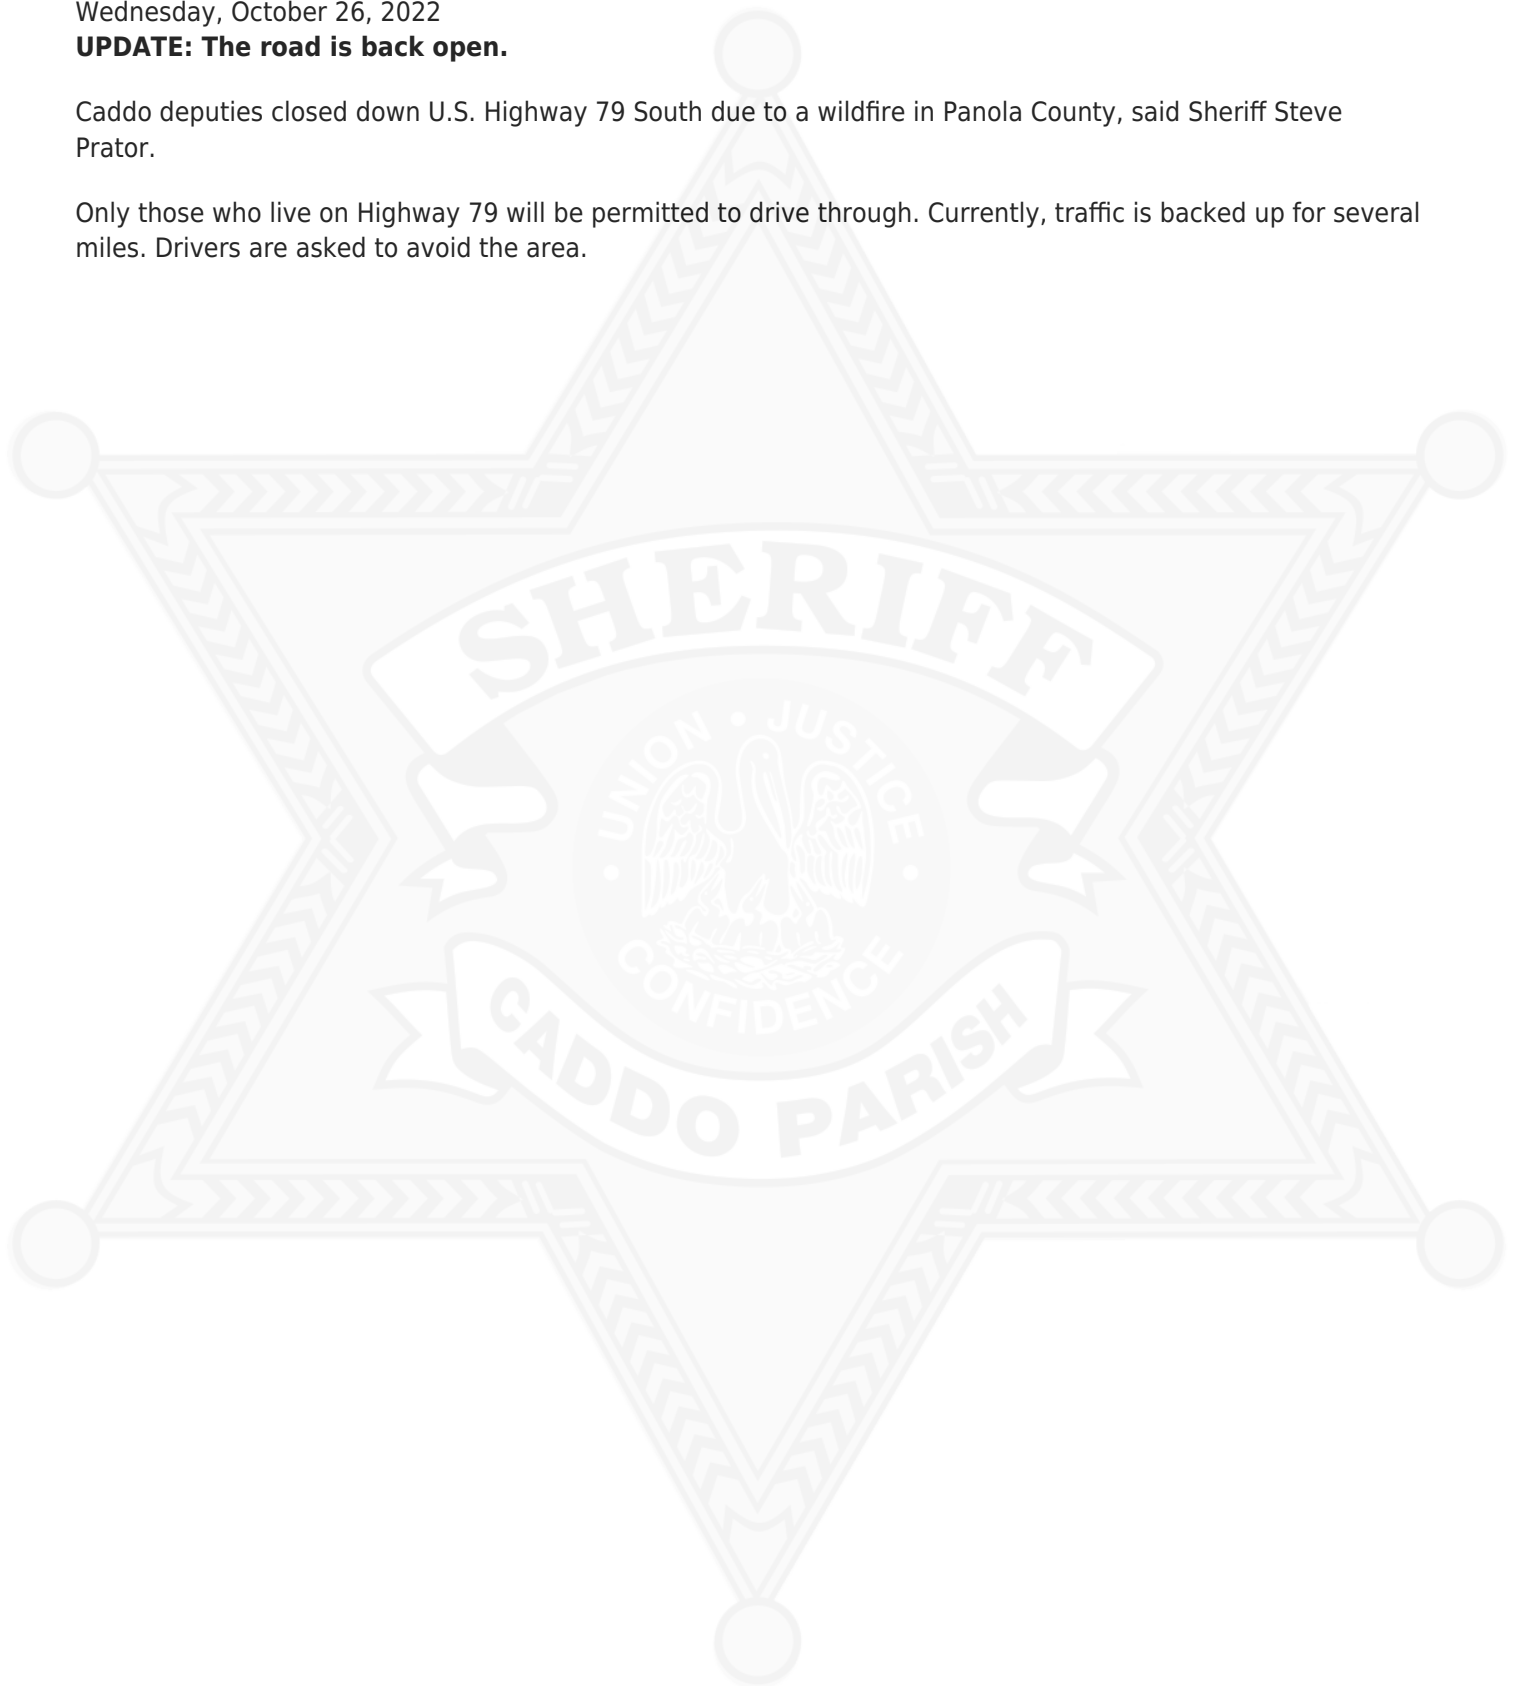 Wednesday, October 26, 2022
UPDATE: The road is back open.
Caddo deputies closed down U.S. Highway 79 South due to a wildfire in Panola County, said Sheriff Steve
Prator.
Only those who live on Highway 79 will be permitted to drive through. Currently, traffic is backed up for several
miles. Drivers are asked to avoid the area.
SHERIFF
UNION • JUSTICE
• CONFIDENCE •
CADDO PARISH